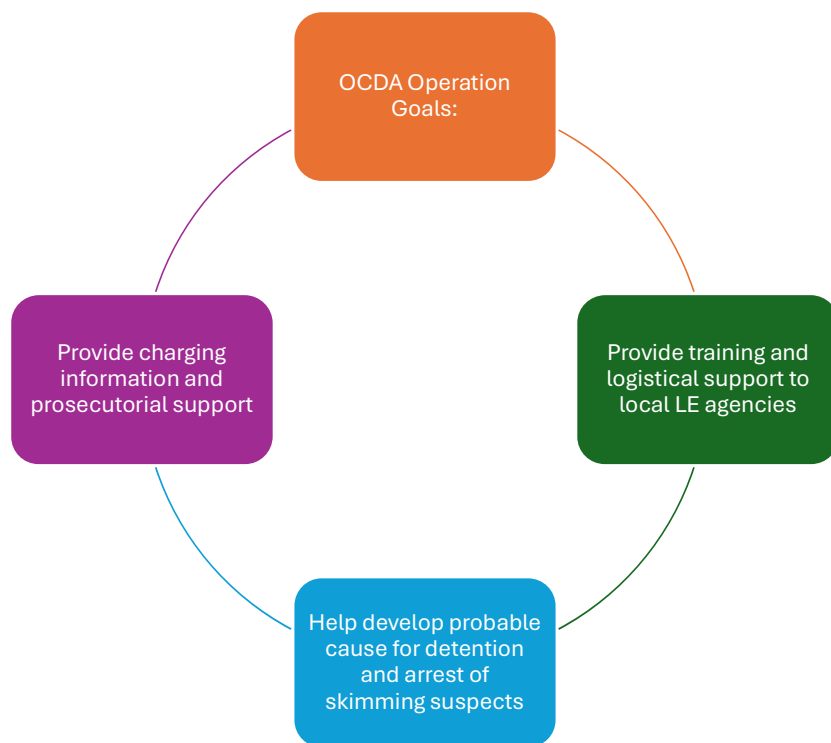 OCDA Operation
Goals:
Provide training and
logistical support to
local LE agencies
Help develop probable
cause for detention
and arrest of
skimming suspects
Provide charging
information and
prosecutorial support